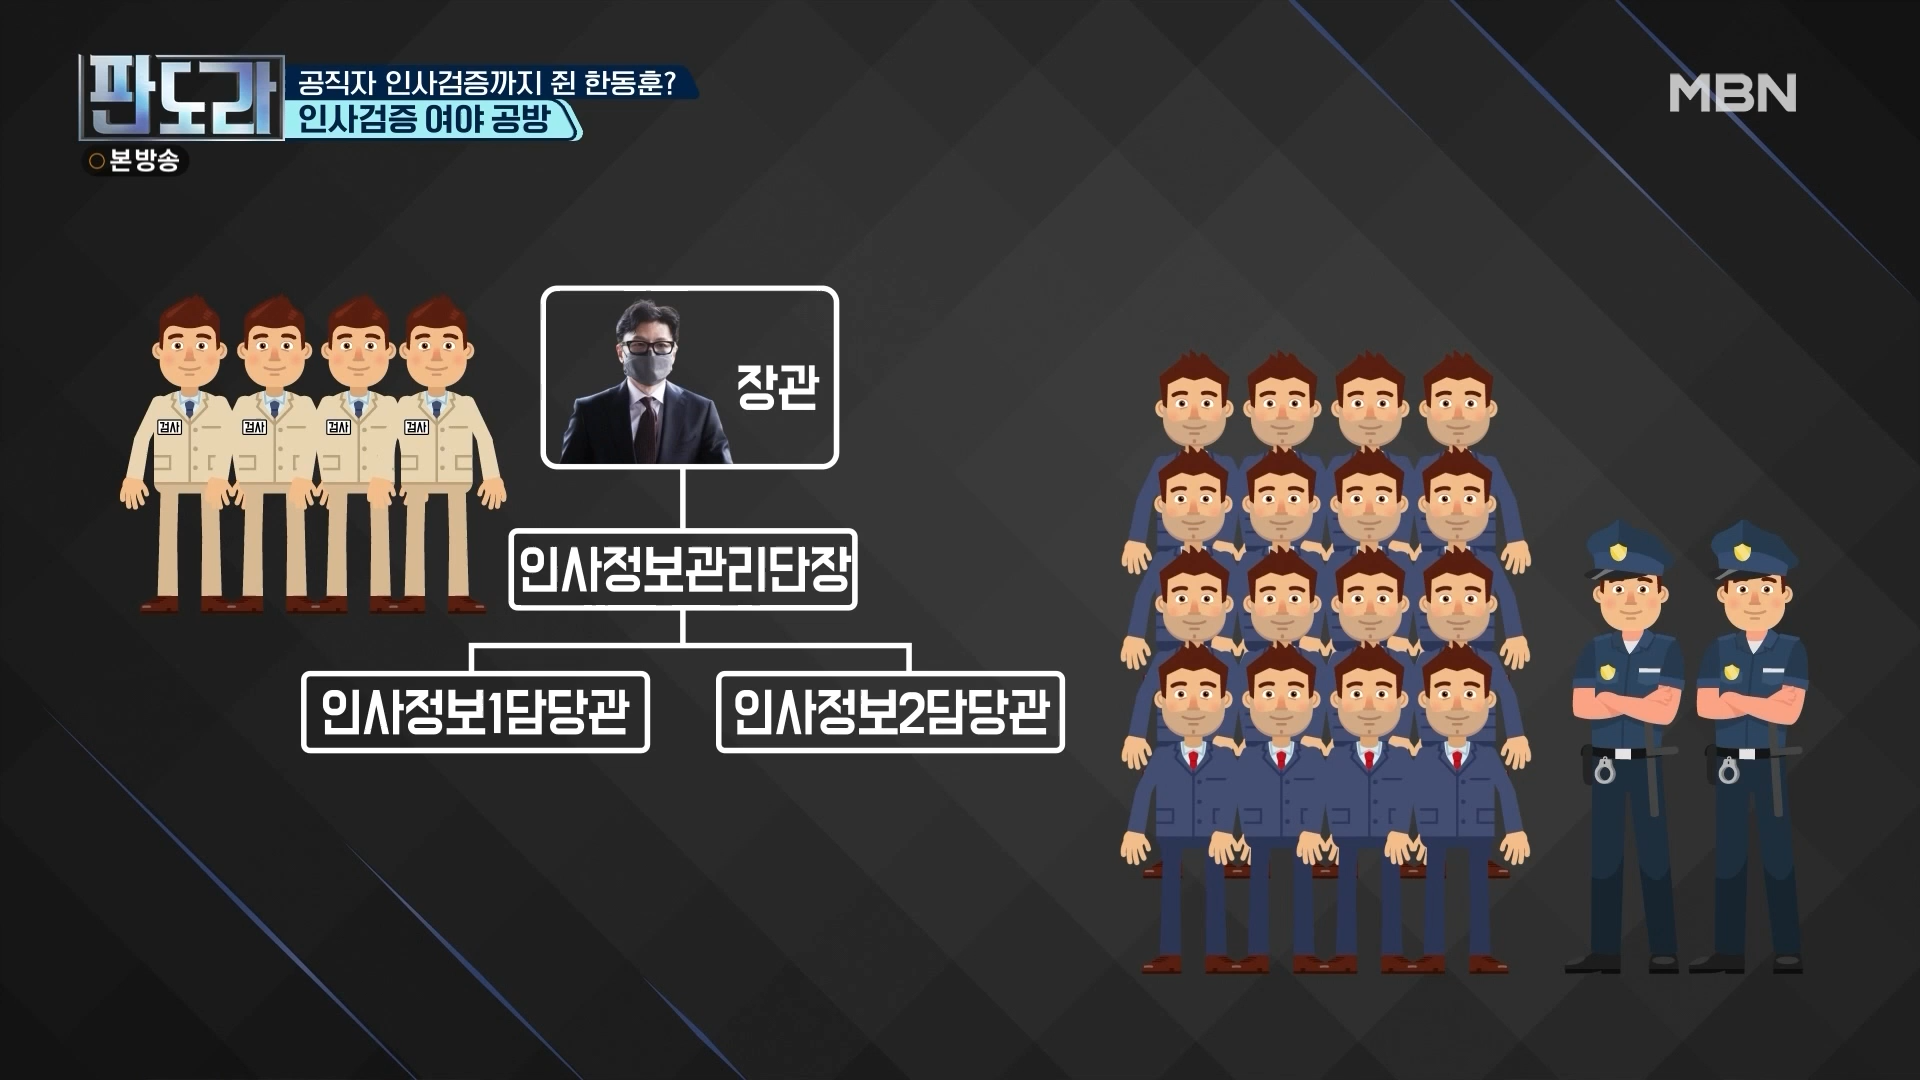 판도라
공직자 인사검증까지 쥔 한동훈?
인사검증 여야 공방
본방송
MBN
검사
검사
검사
검사
장관
인사정보관리단장
인사정보1담당관
인사정보2담당관